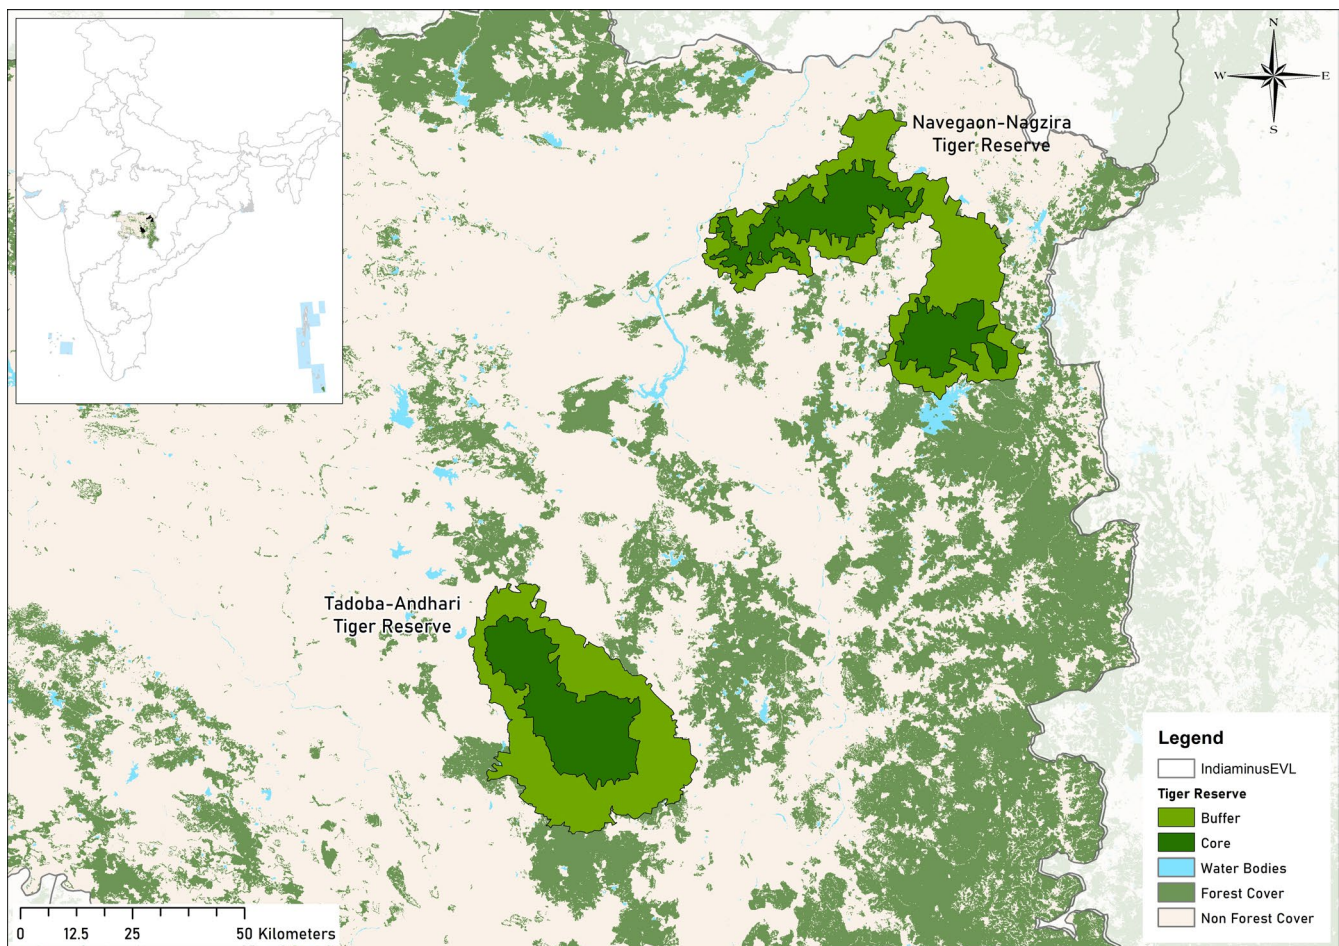 N
W
E
S
Navegaon-Nagzira
Tiger Reserve
Tadoba-Andhari
Tiger Reserve
Legend
IndiaminusEVL
Tiger Reserve
Buffer
Core
Water Bodies
Forest Cover
Non Forest Cover
0 12.5 25 50 Kilometers